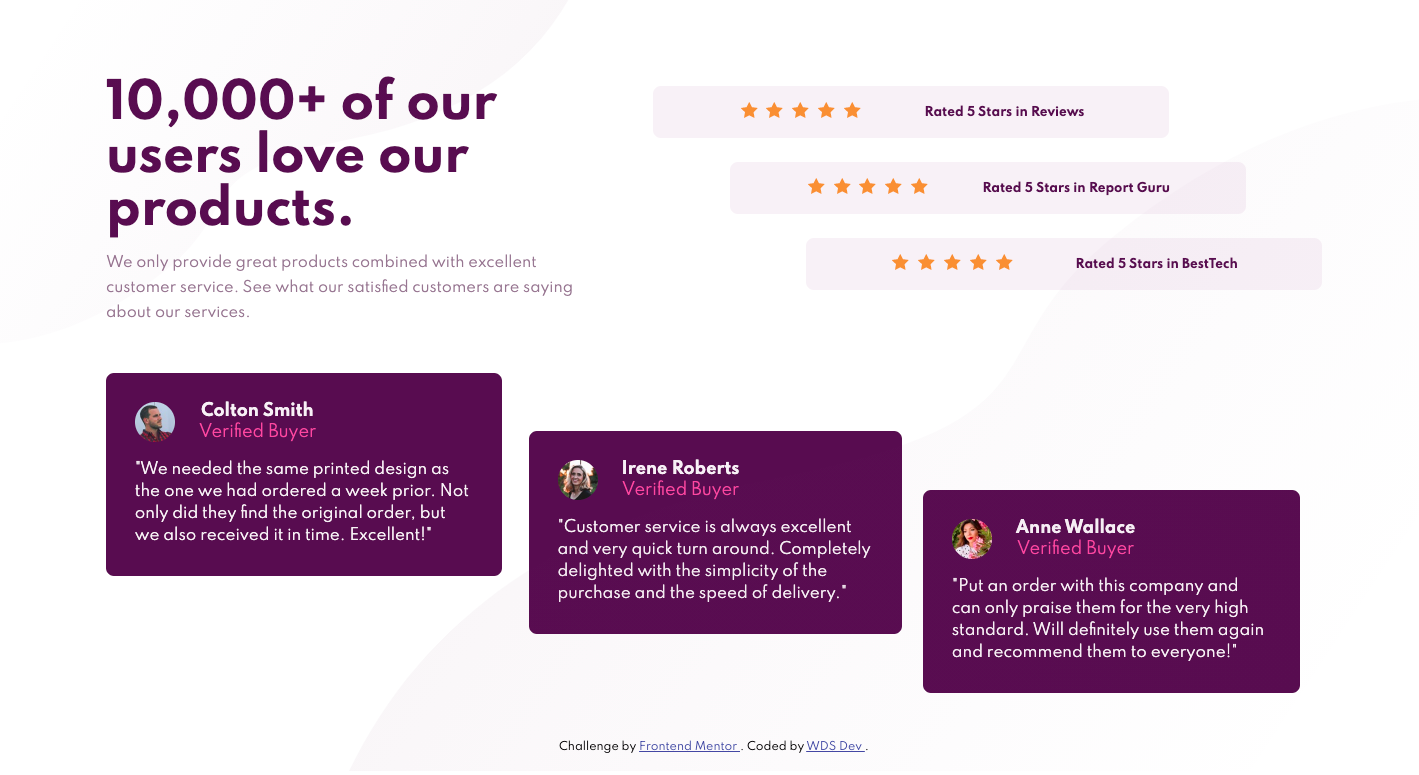 10,000+ of our
users love our
products.
We only provide great products combined with excellent
customer service. See what our satisfied customers are saying
about our services.
Rated 5 Stars in Reviews
Rated 5 Stars in Report Guru
Rated 5 Stars in BestTech
Colton Smith
Verified Buyer
"We needed the same printed design as
the one we had ordered a week prior. Not
only did they find the original order, but
we also received it in time. Excellent!"
Irene Roberts
Verified Buyer
"Customer service is always excellent
and very quick turn around. Completely
delighted with the simplicity of the
purchase and the speed of delivery."
Anne Wallace
Verified Buyer
"Put an order with this company and
can only praise them for the very high
standard. Will definitely use them again
and recommend them to everyone!"
Challenge by Frontend Mentor . Coded by WDS Dev .